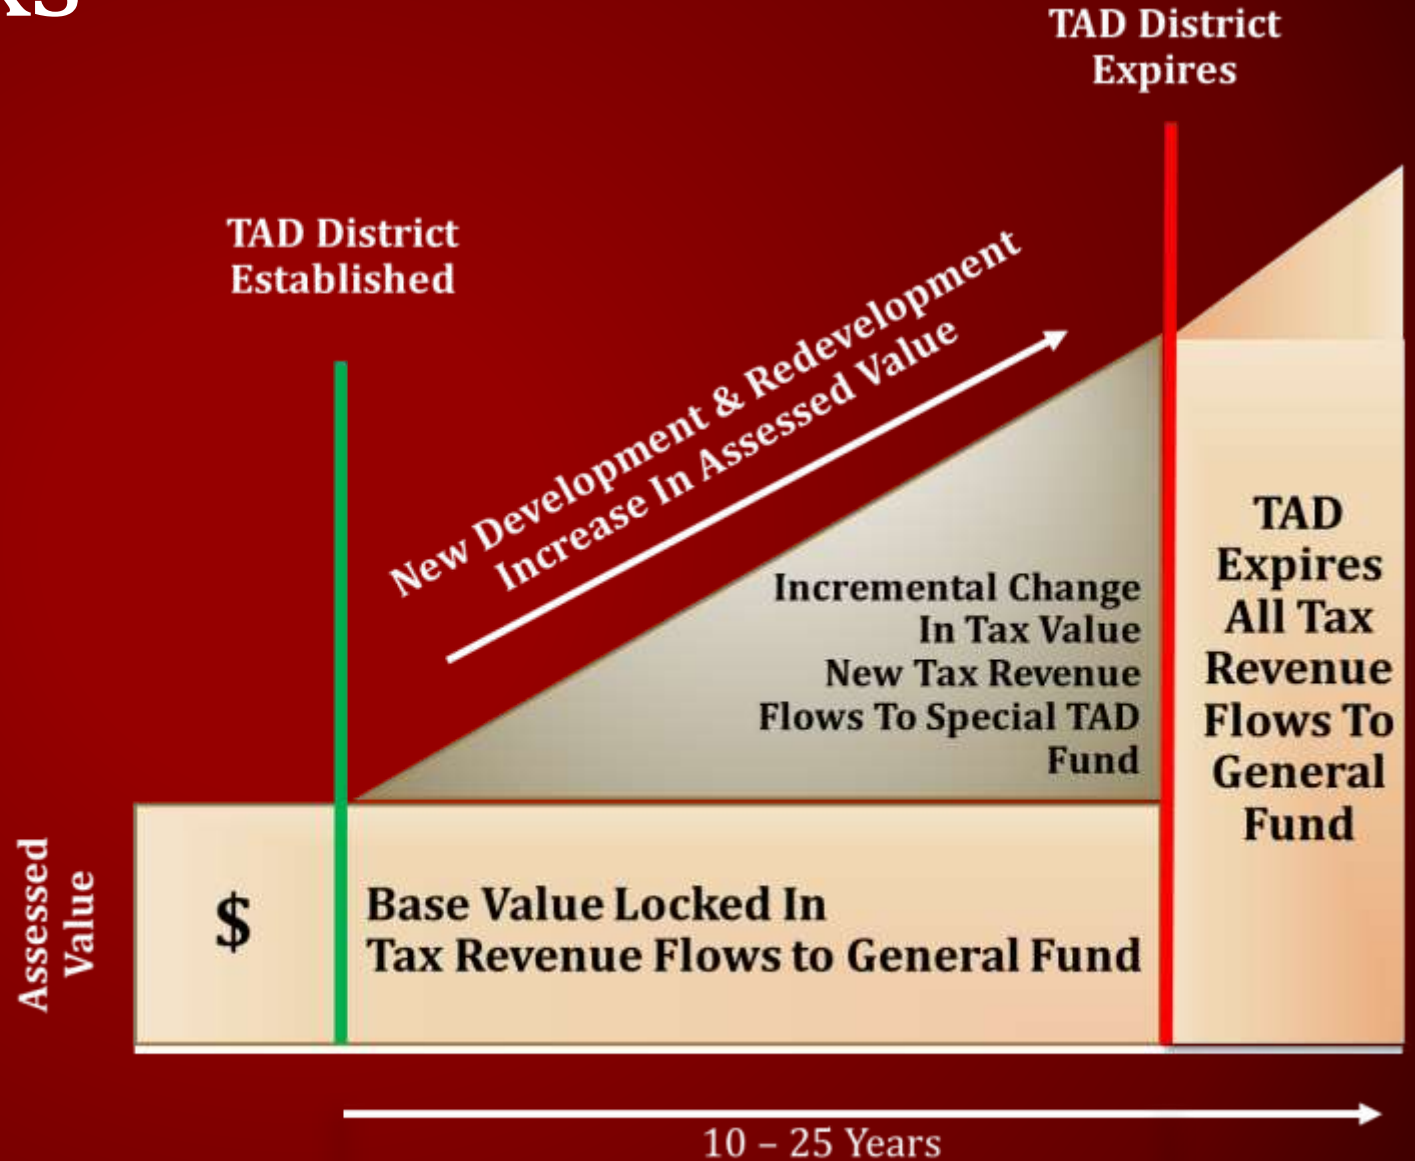 TAD District
Expires
TAD District
Established
New Development & Redevelopment
Increase In Assessed Value
Incremental Change
In Tax Value
New Tax Revenue
Flows To Special TAD
Fund
TAD
Expires
All Tax
Revenue
Flows To
General
Fund
Assessed
Value
$
Base Value Locked In
Tax Revenue Flows to General Fund
10 – 25 Years